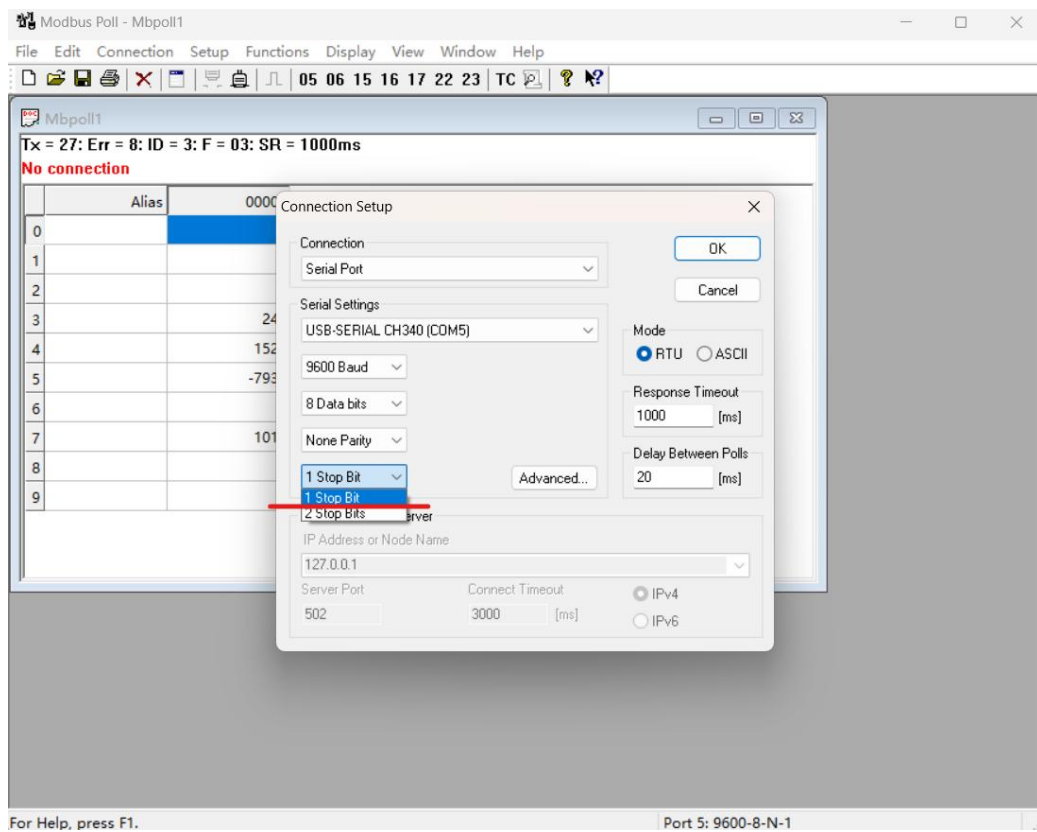 Modbus Poll - Mbpoll1
File Edit Connection Setup Functions Display View Window Help
05 06 15 16 17 22 23 TC
Mbpoll1
Tx = 27: Err = 8: ID = 3: F = 03: SR = 1000ms
No connection
Alias 0000
0
1
2
3 24
4 152
5 -793
6
7 101
8
9
Connection Setup
Connection
Serial Port
OK
Cancel
Serial Settings
USB-SERIAL CH340 (COM5)
9600 Baud
8 Data bits
None Parity
1 Stop Bit
1 Stop Bit
2 Stop Bits
Advanced...
Mode
RTU ASCII
Response Timeout
1000 [ms]
Delay Between Polls
20 [ms]
IP Address or Node Name
127.0.0.1
Server Port Connect Timeout
502 3000 [ms]
IPv4
IPv6
For Help, press F1.
Port 5: 9600-8-N-1